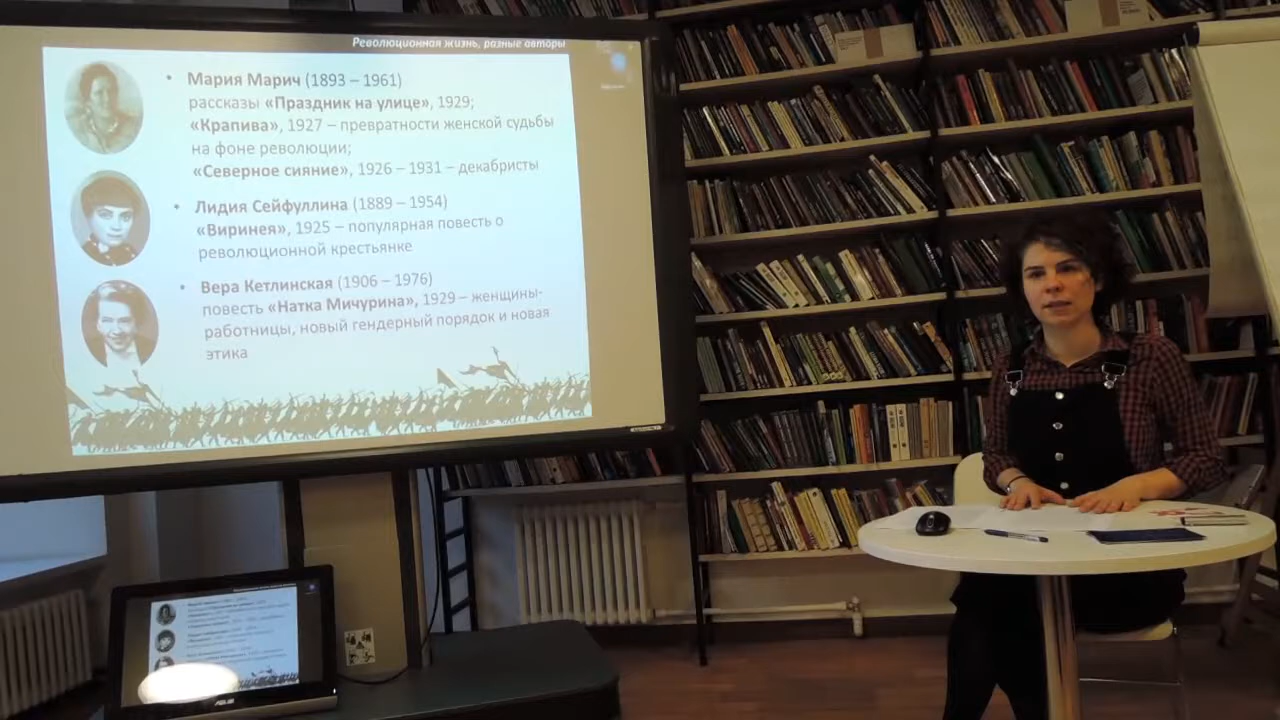 Революционная жизнь, разные авторы
• Мария Марич (1893 – 1961)
рассказы «Праздник на улице», 1929;
«Крапива», 1927 – превратности женской судьбы
на фоне революции;
«Северное сияние», 1926 – 1931 – декабристы
• Лидия Сейфуллина (1889 – 1954)
«Виринея», 1925 – популярная повесть о
революционной крестьянке
• Вера Кетлинская (1906 – 1976)
повесть «Натка Мичурина», 1929 – женщины-
работницы, новый гендерный порядок и новая
этика
ASUS